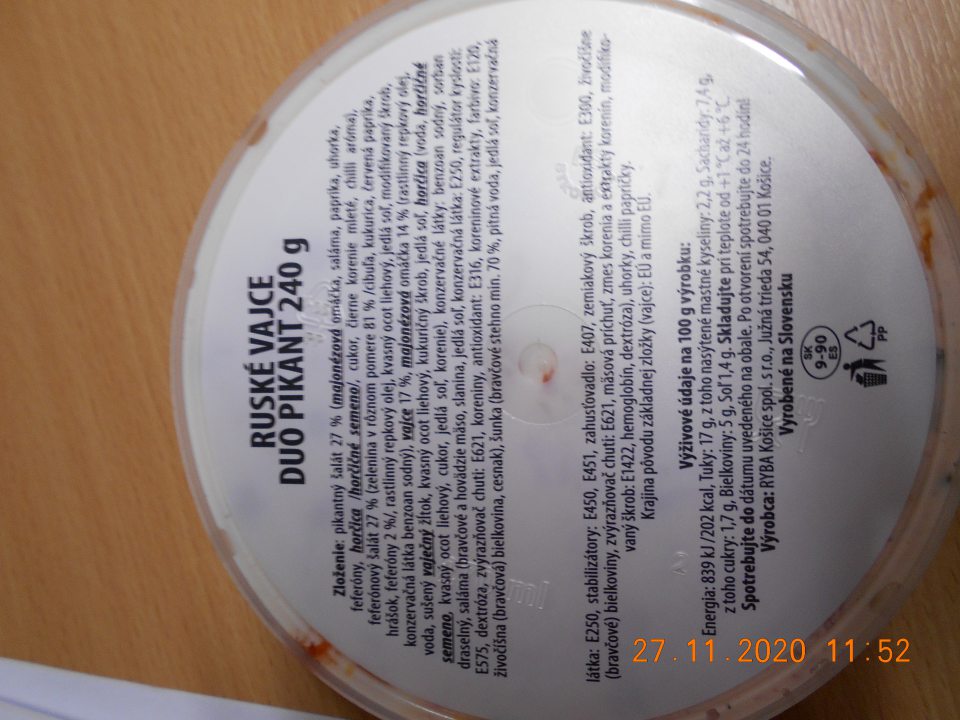 RUSKÉ VAJCE
DUO PIKANT 240 g
Zloženie: pikantný šalát 27 % (majonézová omáčka, saláma, paprika, uhorka,
feferóny, horčica /horčičné semeno/, cukor, čierne korenie mleté, chilli aróma),
feferónový šalát 27 % (zelenina v rôznom pomere 81 % /cibuľa, kukurica, červená paprika,
hrášok, feferóny 2 %/, rastlinný repkový olej, kvasný ocot liehový, jedlá soľ, modifikovaný škrob,
konzervačná látka benzoan sodný), vajce 17 %, majonézová omáčka 14 % (rastlinný repkový olej,
voda, sušený vaječný žĺtok, kvasný ocot liehový, kukuričný škrob, jedlá soľ, horčica (voda, horčičné
semeno, kvasný ocot liehový, cukor, jedlá soľ, korenie), konzervačné látky: benzoan sodný, sorban
draselný, saláma (bravčové a hovädzie mäso, slanina, jedlá soľ, konzervačná látka: E250, regulátor kyslosti:
E575, dextróza, zvýrazňovač chuti: E621, koreniny, antioxidant: E316, koreninové extrakty, farbivo: E120,
živočíšna (bravčová) bielkovina, cesnak), šunka (bravčové stehno min. 70 %, pitná voda, jedlá soľ, konzervačná
látka: E250, stabilizátory: E450, E451, zahusťovadlo: E407, zemiakový škrob, antioxidant: E300, živočíšne
(bravčové) bielkoviny, zvýrazňovač chuti: E621, mäsová príchuť, zmes korenia a extrakty korenín, modifiko-
vaný škrob: E1422, hemoglobín, dextróza), uhorky, chilli papričky.
Krajina pôvodu základnej zložky (vajce): EÚ a mimo EÚ.
Výživové údaje na 100 g výrobku:
Energia: 839 kJ/202 kcal, Tuky: 17 g, z toho nasýtené mastné kyseliny: 2,2 g, Sacharidy: 7,4 g,
z toho cukry: 1,7 g, Bielkoviny: 5 g, Soľ 1,4 g. Skladujte pri teplote od +1 °C až +6 °C.
Spotrebujte do dátumu uvedeného na obale. Po otvorení spotrebujte do 24 hodín!
Výrobca: RYBA Košice spol. s r.o., Južná trieda 54, 040 01 Košice.
Vyrobené na Slovensku
SK
9-90
ES
PP
27.11.2020 11:52